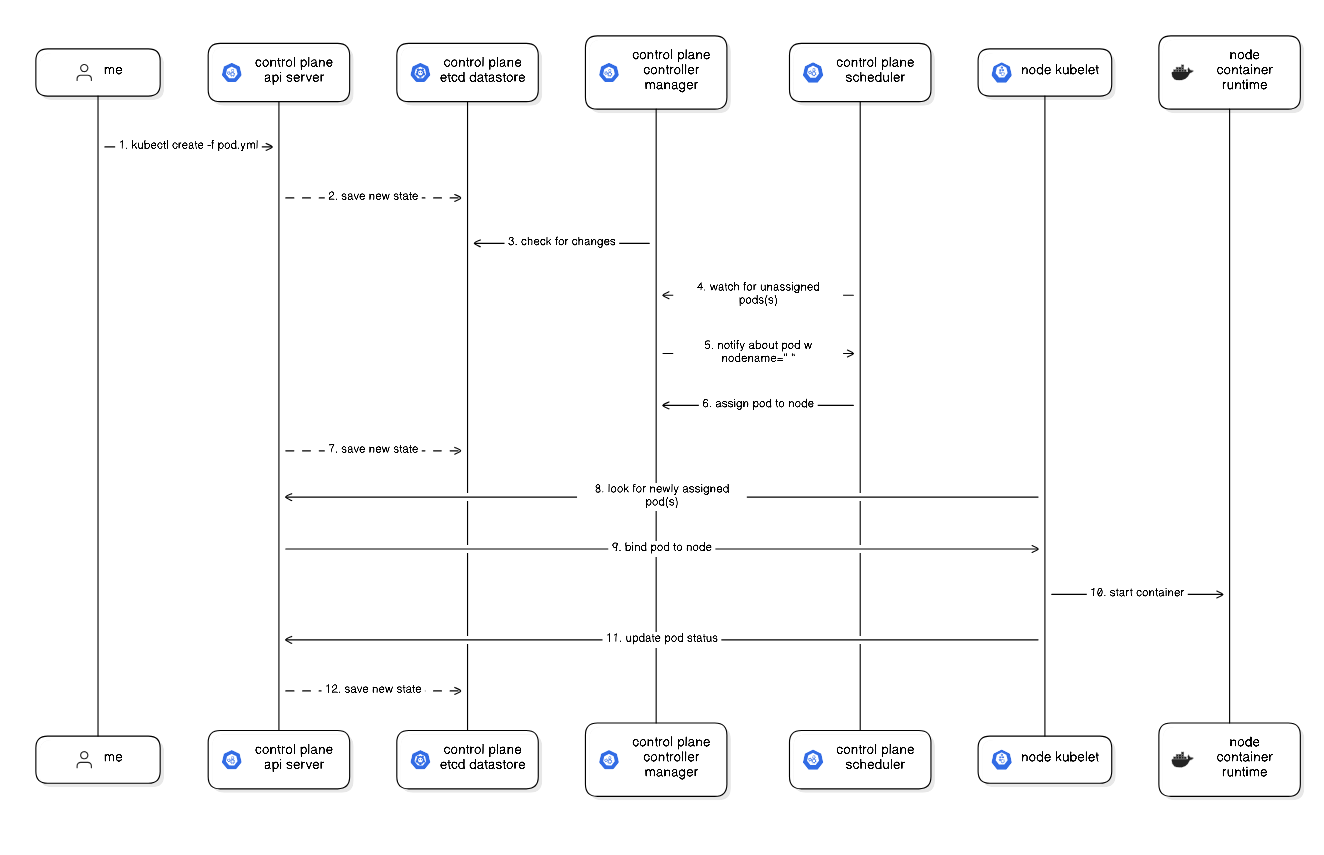 me
control plane
api server
control plane
etcd datastore
control plane
controller
manager
control plane
scheduler
node kubelet
node
container
runtime
1. kubectl create -f pod.yml
2. save new state
3. check for changes
4. watch for unassigned
pods(s)
5. notify about pod w
nodename=" "
6. assign pod to node
7. save new state
8. look for newly assigned
pod(s)
9. bind pod to node
10. start container
11. update pod status
12. save new state
me
control plane
api server
control plane
etcd datastore
control plane
controller
manager
control plane
scheduler
node kubelet
node
container
runtime